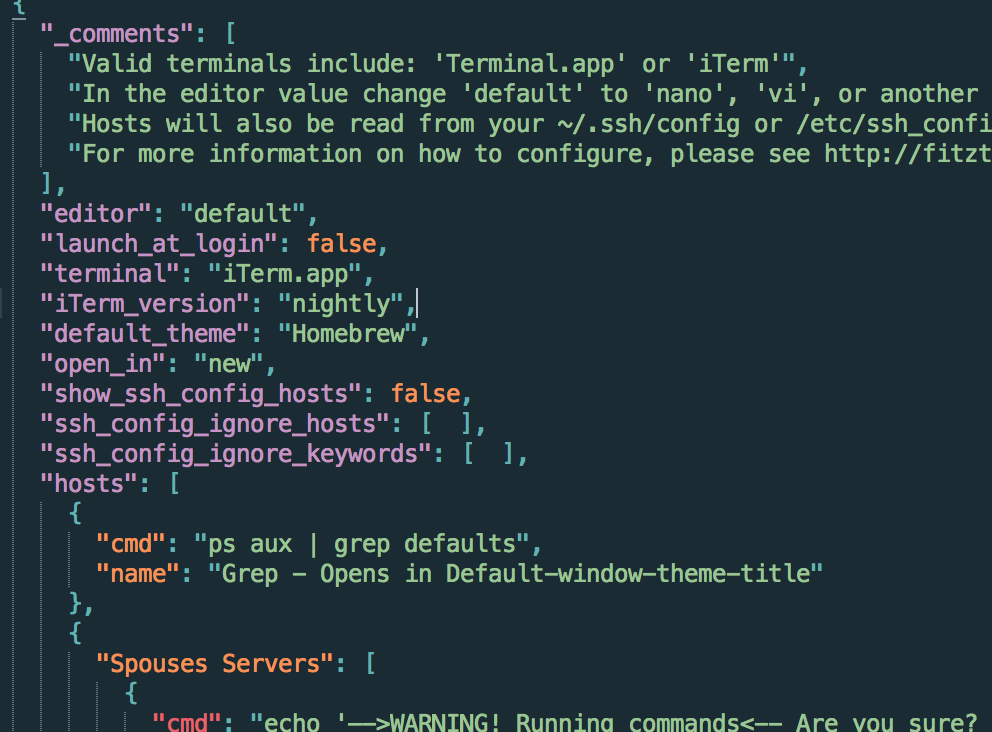 {
"_comments": [
"Valid terminals include: 'Terminal.app' or 'iTerm'",
"In the editor value change 'default' to 'nano', 'vi', or another
"Hosts will also be read from your ~/.ssh/config or /etc/ssh_confi
"For more information on how to configure, please see http://fitzt
],
"editor": "default",
"launch_at_login": false,
"terminal": "iTerm.app",
"iTerm_version": "nightly",
"default_theme": "Homebrew",
"open_in": "new",
"show_ssh_config_hosts": false,
"ssh_config_ignore_hosts": [  ],
"ssh_config_ignore_keywords": [  ],
"hosts": [
{
"cmd": "ps aux | grep defaults",
"name": "Grep - Opens in Default-window-theme-title"
},
{
"Spouses Servers": [
{
"cmd": "echo '-->WARNING! Running commands<-- Are you sure?